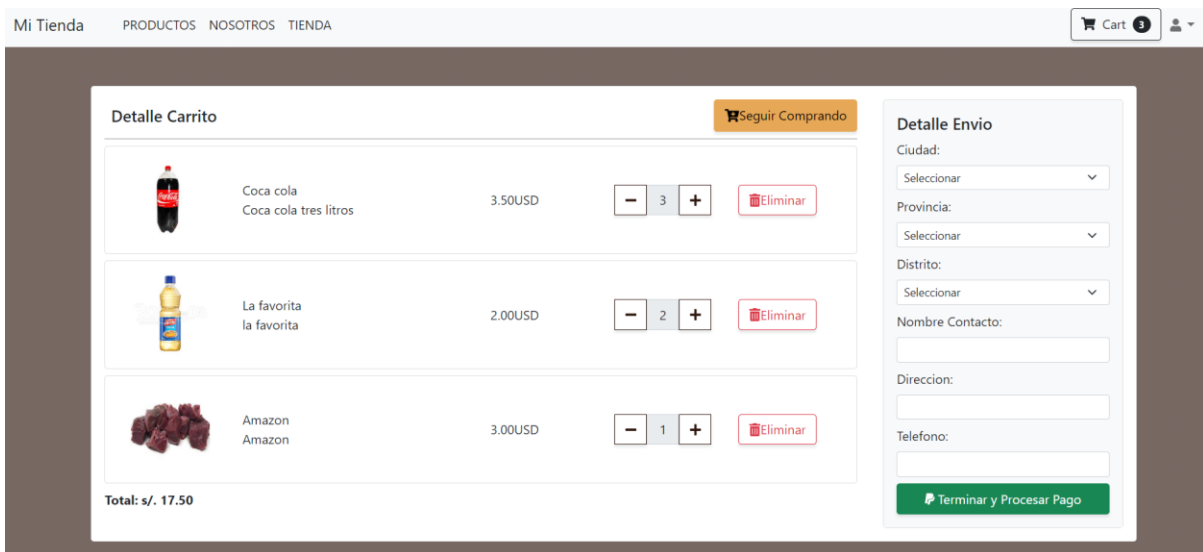 Mi Tienda PRODUCTOS NOSOTROS TIENDA Cart 3
Detalle Carrito Seguir Comprando
Coca-Cola
Coca cola
Coca cola tres litros
3.50USD
3
Eliminar
La favorita
la favorita
2.00USD
2
Eliminar
Amazon
Amazon
3.00USD
1
Eliminar
Total: s/. 17.50
Detalle Envio
Ciudad:
Seleccionar
Provincia:
Seleccionar
Distrito:
Seleccionar
Nombre Contacto:
Direccion:
Telefono:
Terminar y Procesar Pago